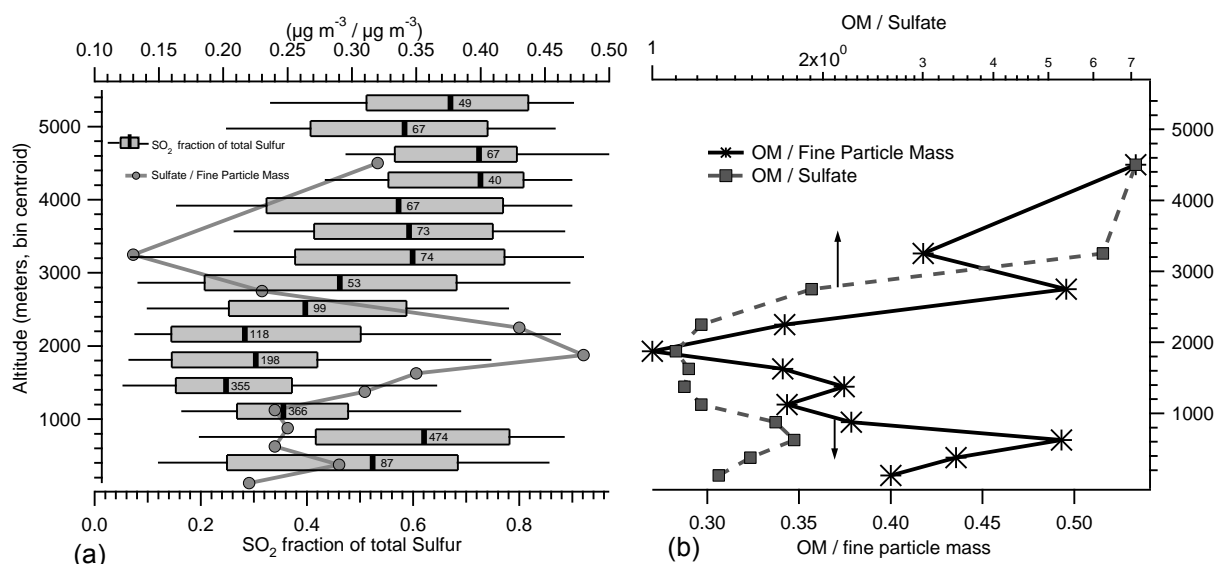 (µg m⁻³ / µg m⁻³)
0.10 0.15 0.20 0.25 0.30 0.35 0.40 0.45 0.50
5000
4000
3000
2000
1000
Altitude (meters, bin centroid)
SO₂ fraction of total Sulfur
Sulfate / Fine Particle Mass
49
67
67
40
67
73
74
53
99
118
198
355
366
474
87
0.0 0.2 0.4 0.6 0.8
(a)
SO₂ fraction of total Sulfur
OM / Sulfate
1 2x10⁰ 3 4 5 6 7
OM / Fine Particle Mass
OM / Sulfate
5000
4000
3000
2000
1000
0.30 0.35 0.40 0.45 0.50
(b)
OM / fine particle mass